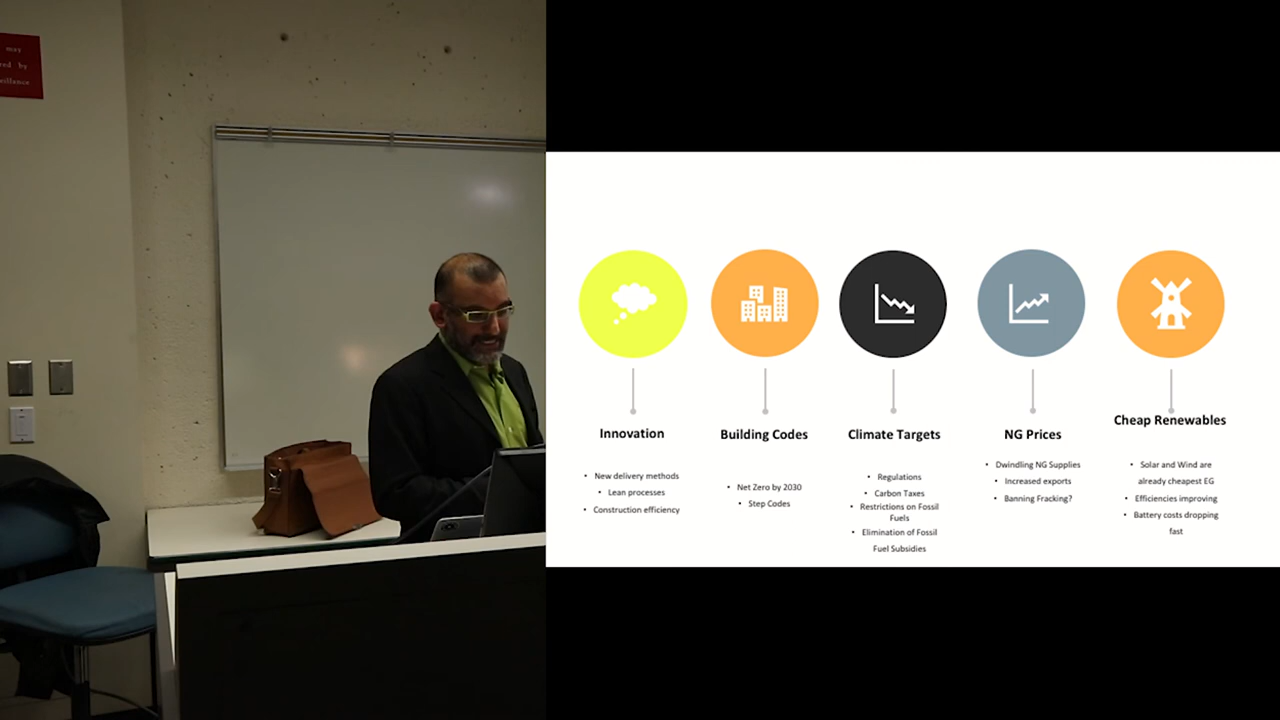 may
red by
eillance
Innovation
• New delivery methods
• Lean processes
• Construction efficiency
Building Codes
• Net Zero by 2030
• Step Codes
Climate Targets
• Regulations
• Carbon Taxes
• Restrictions on Fossil
Fuels
• Elimination of Fossil
Fuel Subsidies
NG Prices
• Dwindling NG Supplies
• Increased exports
• Banning Fracking?
Cheap Renewables
• Solar and Wind are
already cheapest EG
• Efficiencies improving
• Battery costs dropping
fast